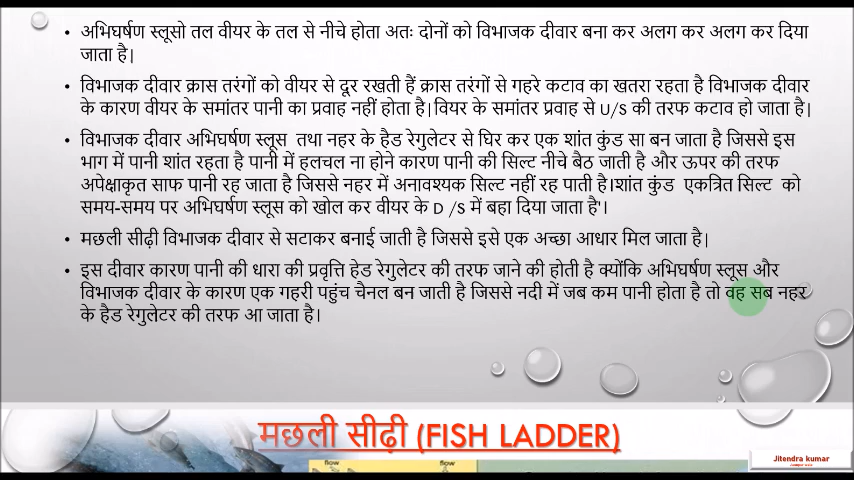 • अभिघर्षण स्लूसो तल वीयर के तल से नीचे होता अतः दोनों को विभाजक दीवार बना कर अलग कर अलग कर दिया
जाता है|
• विभाजक दीवार क्रास तरंगों को वीयर से दूर रखती हैं क्रास तरंगों से गहरे कटाव का खतरा रहता है विभाजक दीवार
के कारण वीयर के समांतर पानी का प्रवाह नहीं होता है|वियर के समांतर प्रवाह से U/S की तरफ कटाव हो जाता है|
• विभाजक दीवार अभिघर्षण स्लूस तथा नहर के हैड रेगुलेटर से घिर कर एक शांत कुंड सा बन जाता है जिससे इस
भाग में पानी शांत रहता है पानी में हलचल ना होने कारण पानी की सिल्ट नीचे बैठ जाती है और ऊपर की तरफ
अपेक्षाकृत साफ पानी रह जाता है जिससे नहर में अनावश्यक सिल्ट नहीं रह पाती है।शांत कुंड एकत्रित सिल्ट को
समय-समय पर अभिघर्षण स्लूस को खोल कर वीयर के D /S में बहा दिया जाता है'।
• मछली सीढ़ी विभाजक दीवार से सटाकर बनाई जाती है जिससे इसे एक अच्छा आधार मिल जाता है|
• इस दीवार कारण पानी की धारा की प्रवृत्ति हेड रेगुलेटर की तरफ जाने की होती है क्योंकि अभिघर्षण स्लूस और
विभाजक दीवार के कारण एक गहरी पहुंच चैनल बन जाती है जिससे नदी में जब कम पानी होता है तो वह सब नहर
के हैड रेगुलेटर की तरफ आ जाता है।
मछली सीढ़ी (FISH LADDER)
flow flow
Jitendra kumar